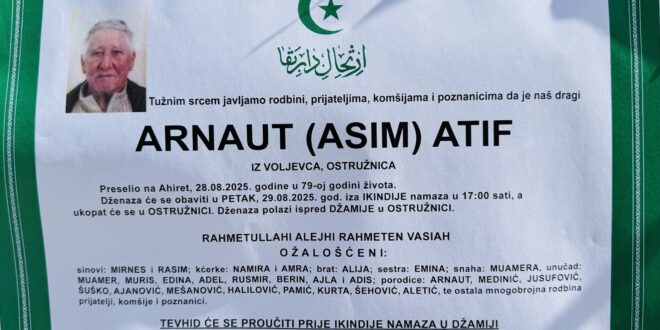 ارتحال دار بقا
Tužnim srcem javljamo rodbini, prijateljima, komšijama i poznanicima da je naš dragi
ARNAUT (ASIM) ATIF
IZ VOLJEVCA, OSTRUŽNICA
Preselio na Ahiret, 28.08.2025. godine u 79-oj godini života.
Dženaza će se obaviti u PETAK, 29.08.2025. god. iza IKINDIJE namaza u 17:00 sati, a
ukopat će se u OSTRUŽNICI. Dženaza polazi ispred DŽAMIJE u OSTRUŽNICI.
RAHMETULLAHI ALEJHI RAHMETEN VASIAH
OŽALOŠĆENI:
sinovi: MIRNES i RASIM; kćerke: NAMIRA i AMRA; brat: ALIJA; sestra: EMINA; snaha: MUAMERA, unučad:
MUAMER, MURIS, EDINA, ADEL, RUSMIR, BERIN, AJLA i ADIS; porodice: ARNAUT, MEDINIĆ, JUSUFOVIĆ,
ŠUŠKO, AJANOVIĆ, MEŠANOVIĆ, HALILOVIĆ, PAMIĆ, KURTA, ŠEHOVIĆ, ALETIĆ, te ostala mnogobrojna rodbina
prijatelji, komšije i poznanici.
TEVHID ĆE SE PROUČITI PRIJE IKINDIJE NAMAZA U DŽAMIJI